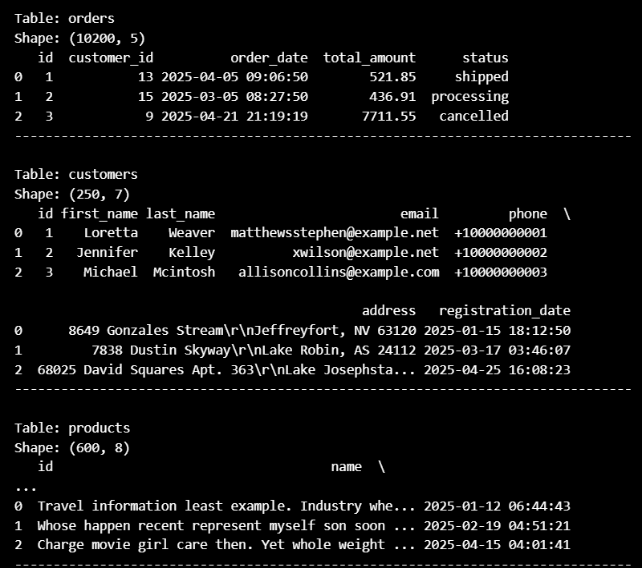 Table: orders
Shape: (10200, 5)
id customer_id order_date total_amount status
0 1 13 2025-04-05 09:06:50 521.85 shipped
1 2 15 2025-03-05 08:27:50 436.91 processing
2 3 9 2025-04-21 21:19:19 7711.55 cancelled
--------------------------------------------------------------------------------
Table: customers
Shape: (250, 7)
id first_name last_name email phone \
0 1 Loretta Weaver matthewsstephen@example.net +10000000001
1 2 Jennifer Kelley xwilson@example.net +10000000002
2 3 Michael Mcintosh allisoncollins@example.com +10000000003
address registration_date
0 8649 Gonzales Stream\r\nJeffreyfort, NV 63120 2025-01-15 18:12:50
1 7838 Dustin Skyway\r\nLake Robin, AS 24112 2025-03-17 03:46:07
2 68025 David Squares Apt. 363\r\nLake Josephsta... 2025-04-25 16:08:23
--------------------------------------------------------------------------------
Table: products
Shape: (600, 8)
id name \
...
0 Travel information least example. Industry whe... 2025-01-12 06:44:43
1 Whose happen recent represent myself son soon ... 2025-02-19 04:51:21
2 Charge movie girl care then. Yet whole weight ... 2025-04-15 04:01:41
--------------------------------------------------------------------------------